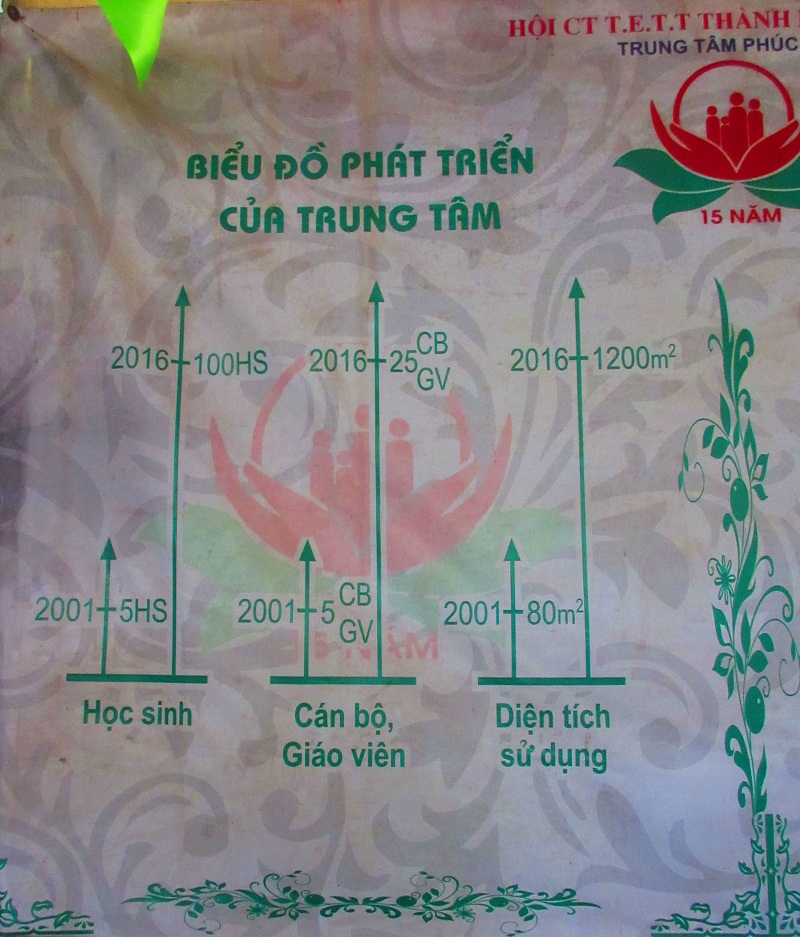 HỘI CT T.E.T.T THÀNH
TRUNG TÂM PHÚC
15 NĂM
BIỂU ĐỒ PHÁT TRIỂN
CỦA TRUNG TÂM
2016 100HS
2001 5HS
Học sinh
2016 25 CB
GV
2001 5 CB
GV
Cán bộ,
Giáo viên
2016 1200m²
2001 80m²
Diện tích
sử dụng
15 NĂM